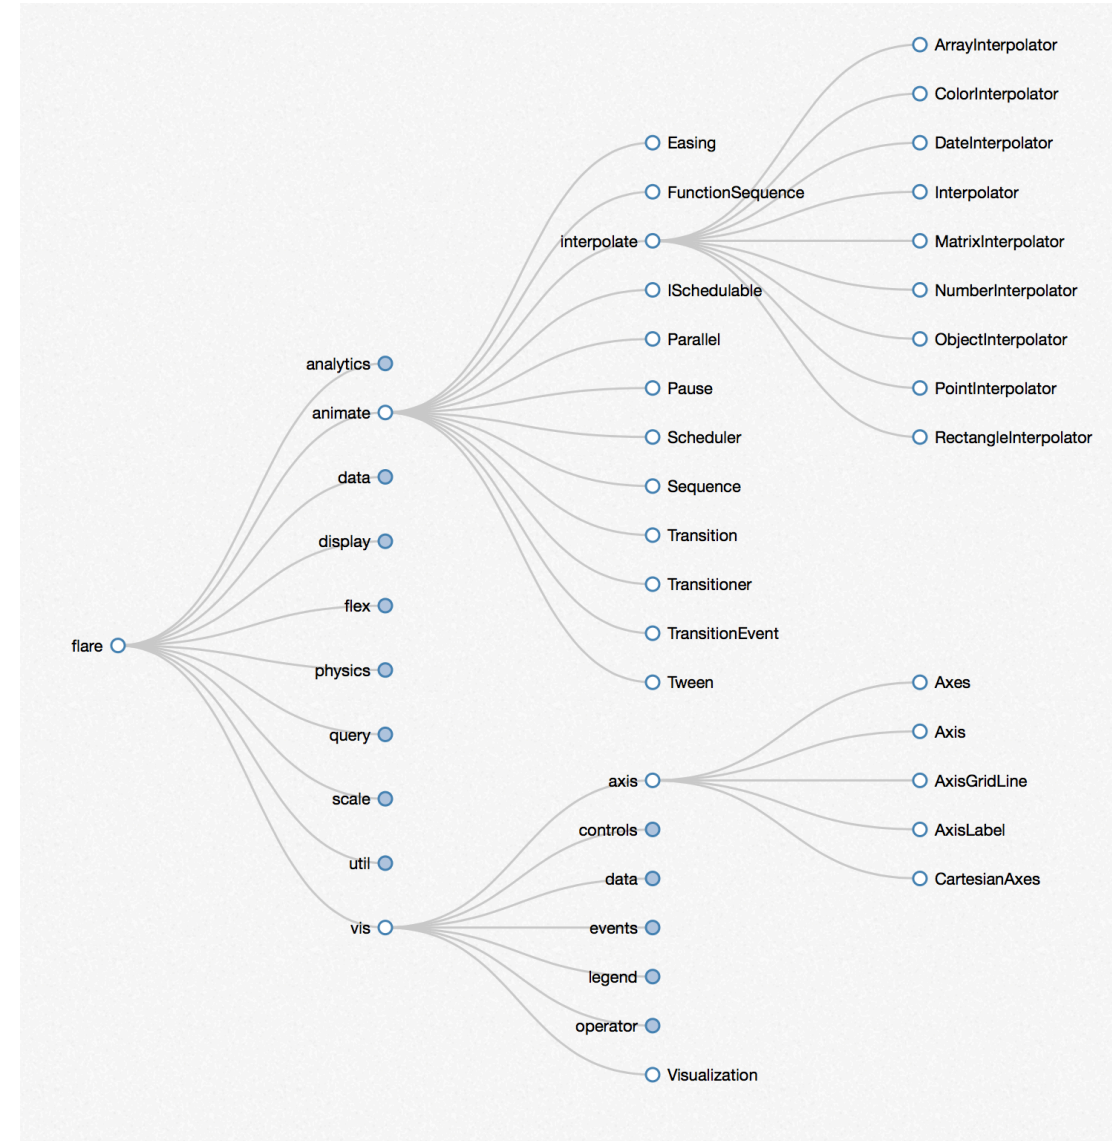 flare
analytics
animate
data
display
flex
physics
query
scale
util
vis
Easing
FunctionSequence
interpolate
ISchedulable
Parallel
Pause
Scheduler
Sequence
Transition
Transitioner
TransitionEvent
Tween
axis
controls
data
events
legend
operator
Visualization
ArrayInterpolator
ColorInterpolator
DateInterpolator
Interpolator
MatrixInterpolator
NumberInterpolator
ObjectInterpolator
PointInterpolator
RectangleInterpolator
Axes
Axis
AxisGridLine
AxisLabel
CartesianAxes